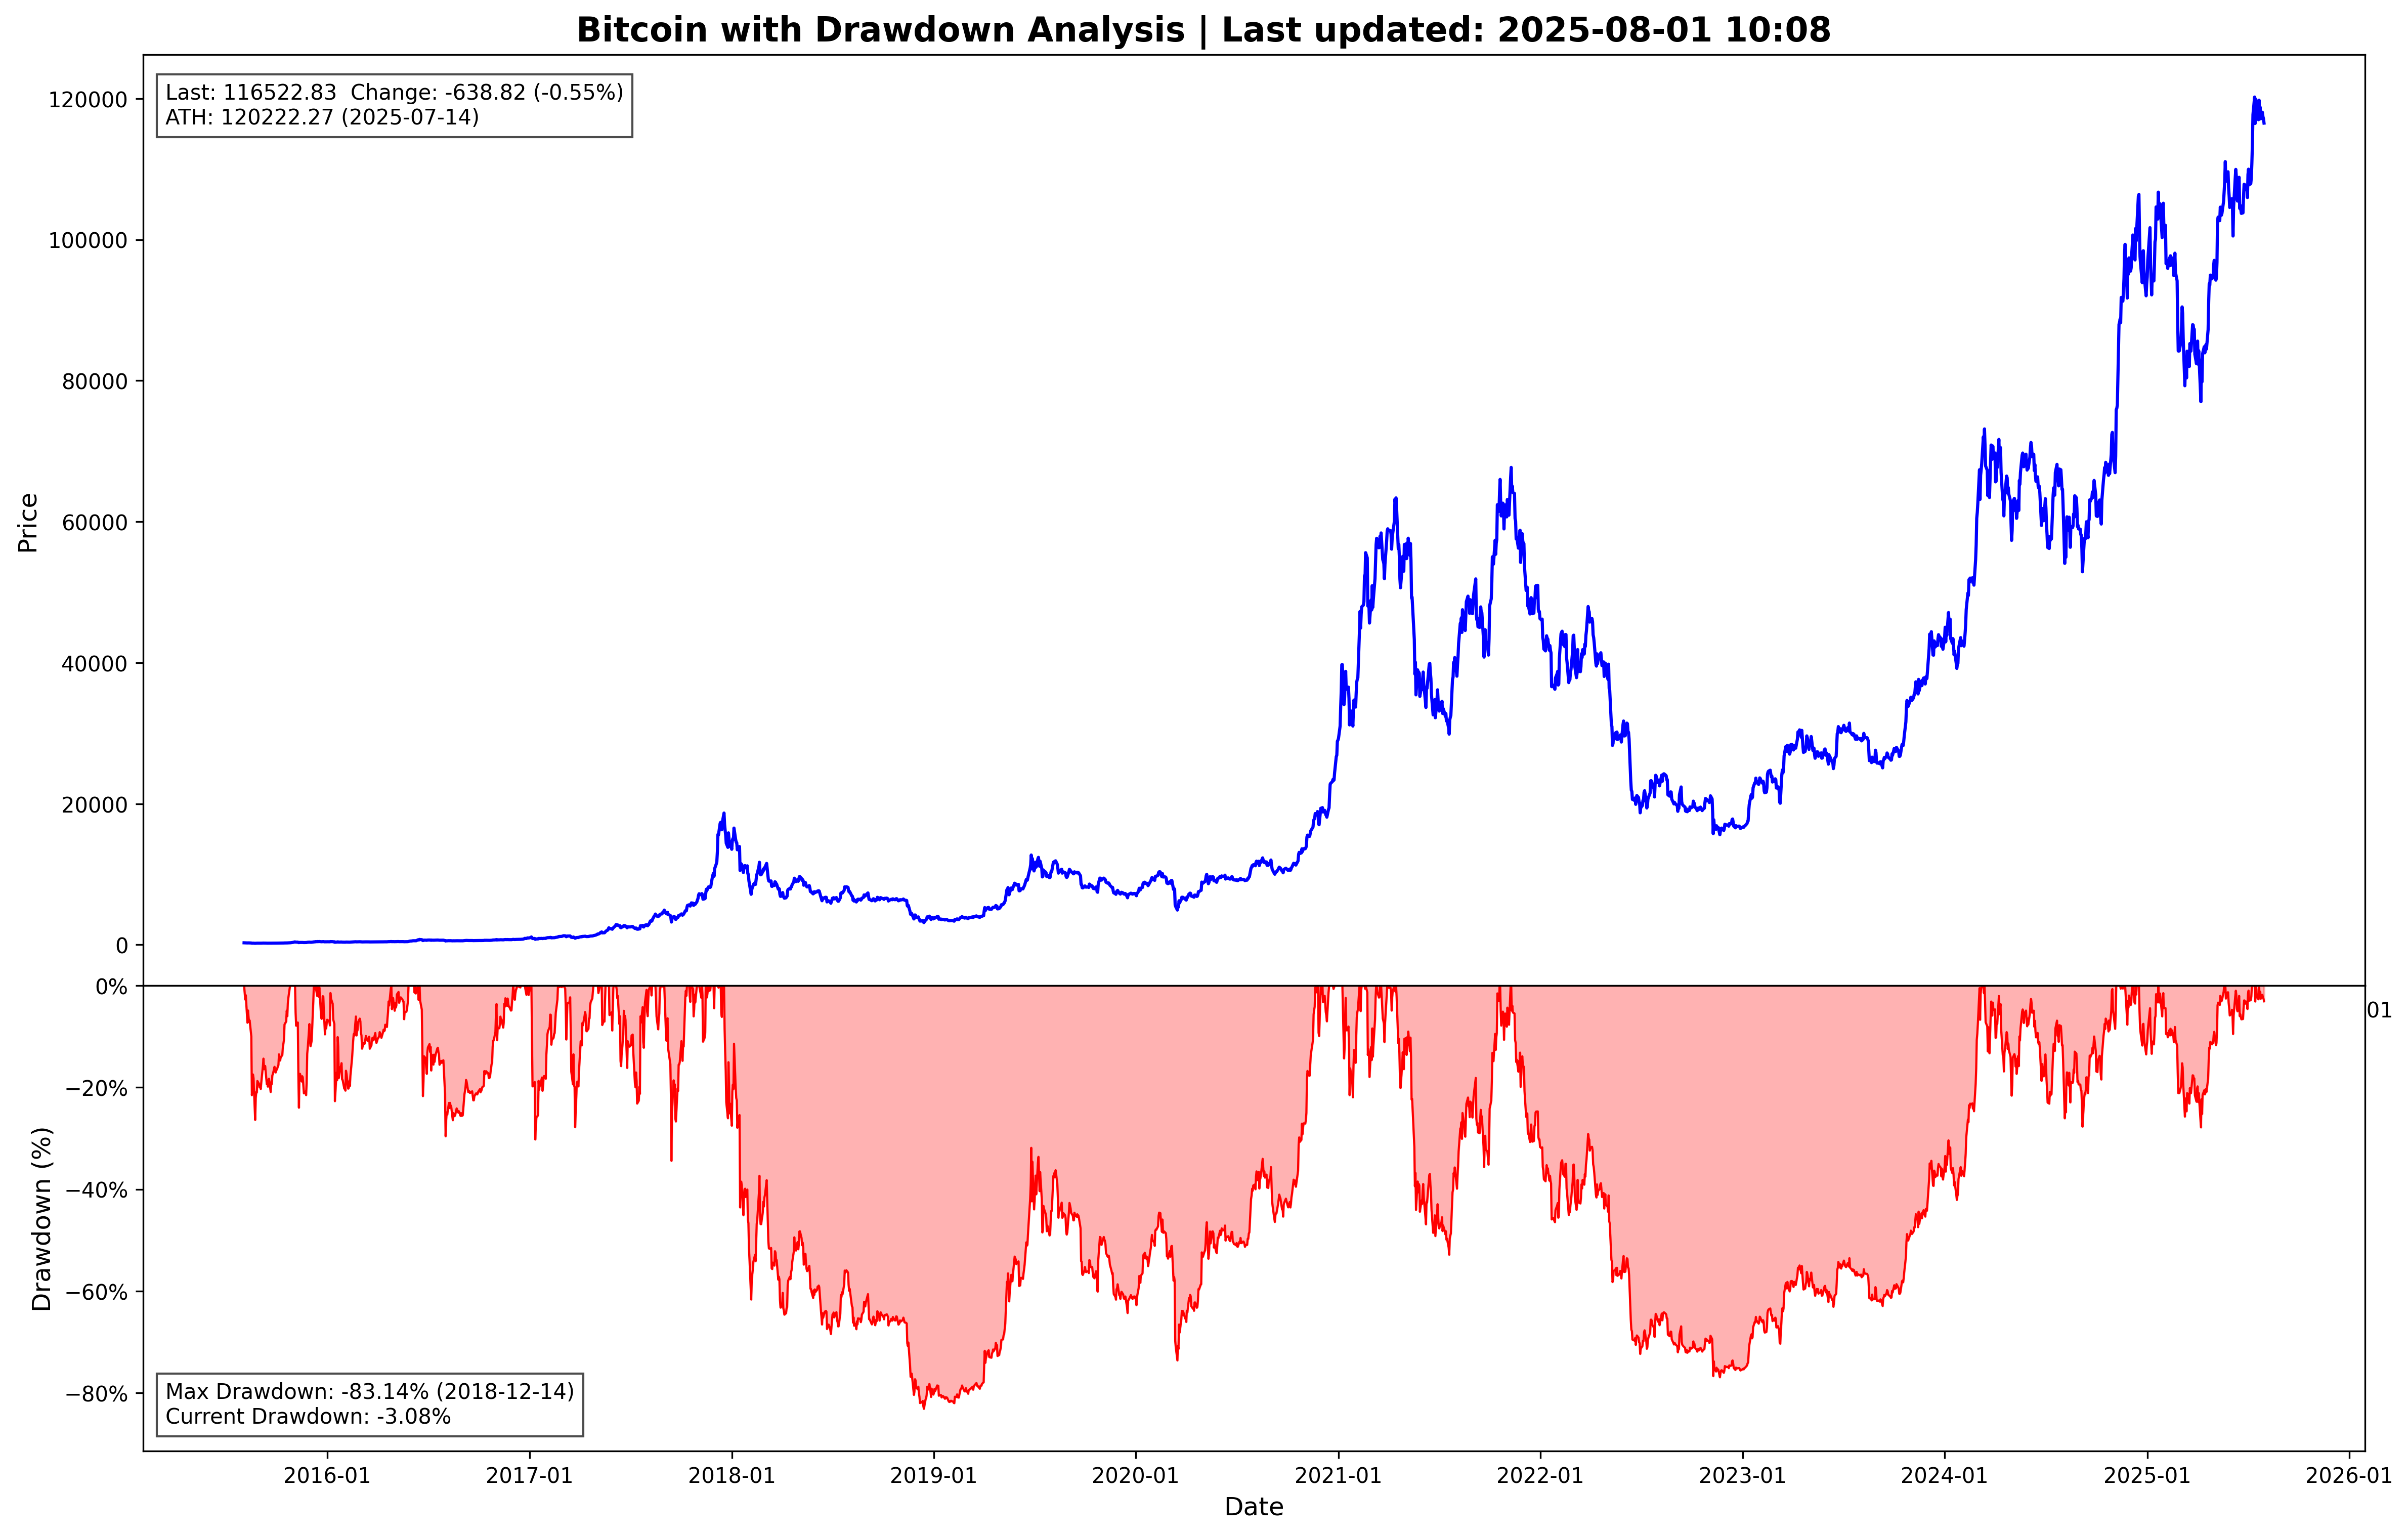 Bitcoin with Drawdown Analysis | Last updated: 2025-08-01 10:08
Last: 116522.83  Change: -638.82 (-0.55%)
ATH: 120222.27 (2025-07-14)
120000
100000
80000
60000
40000
20000
0
Price
0%
−20%
−40%
−60%
−80%
Drawdown (%)
01
Max Drawdown: -83.14% (2018-12-14)
Current Drawdown: -3.08%
2016-01 2017-01 2018-01 2019-01 2020-01 2021-01 2022-01 2023-01 2024-01 2025-01 2026-01
Date